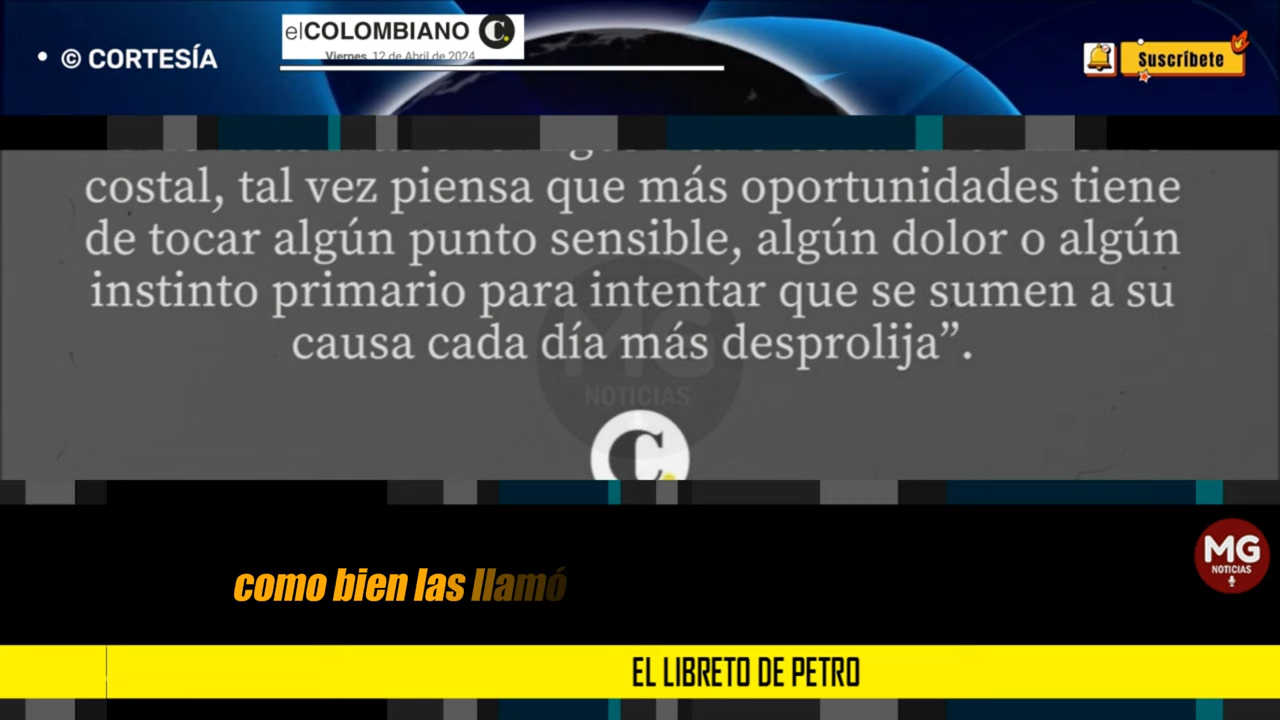 • © CORTESÍA
elCOLOMBIANO C.
Viernes, 12 de Abril de 2024
Suscríbete
costal, tal vez piensa que más oportunidades tiene
de tocar algún punto sensible, algún dolor o algún
instinto primario para intentar que se sumen a su
causa cada día más desprolija”.
MG
NOTICIAS
C.
como bien las llamó
MG
NOTICIAS
EL LIBRETO DE PETRO